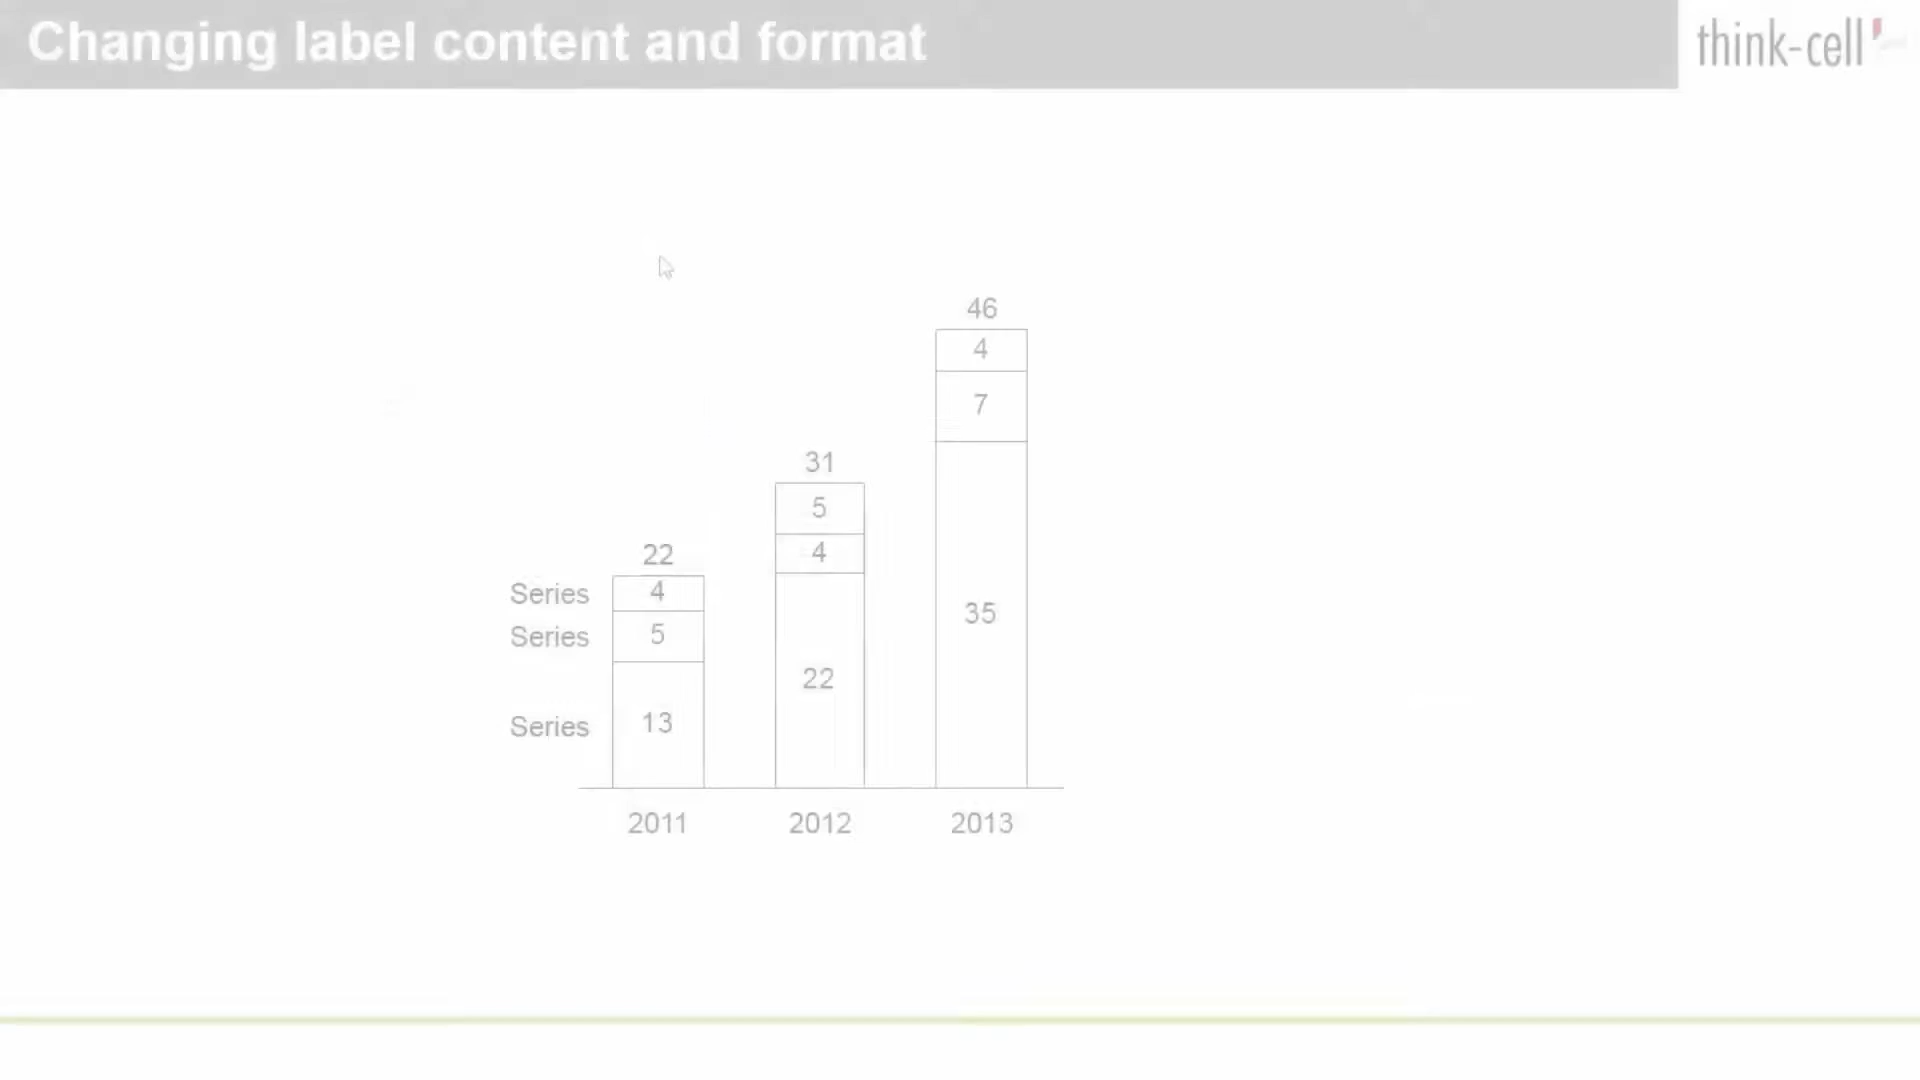 Changing label content and format
think-cell
46
4
7
31
5
22
4
Series 4
35
Series 5
22
Series 13
2011 2012 2013